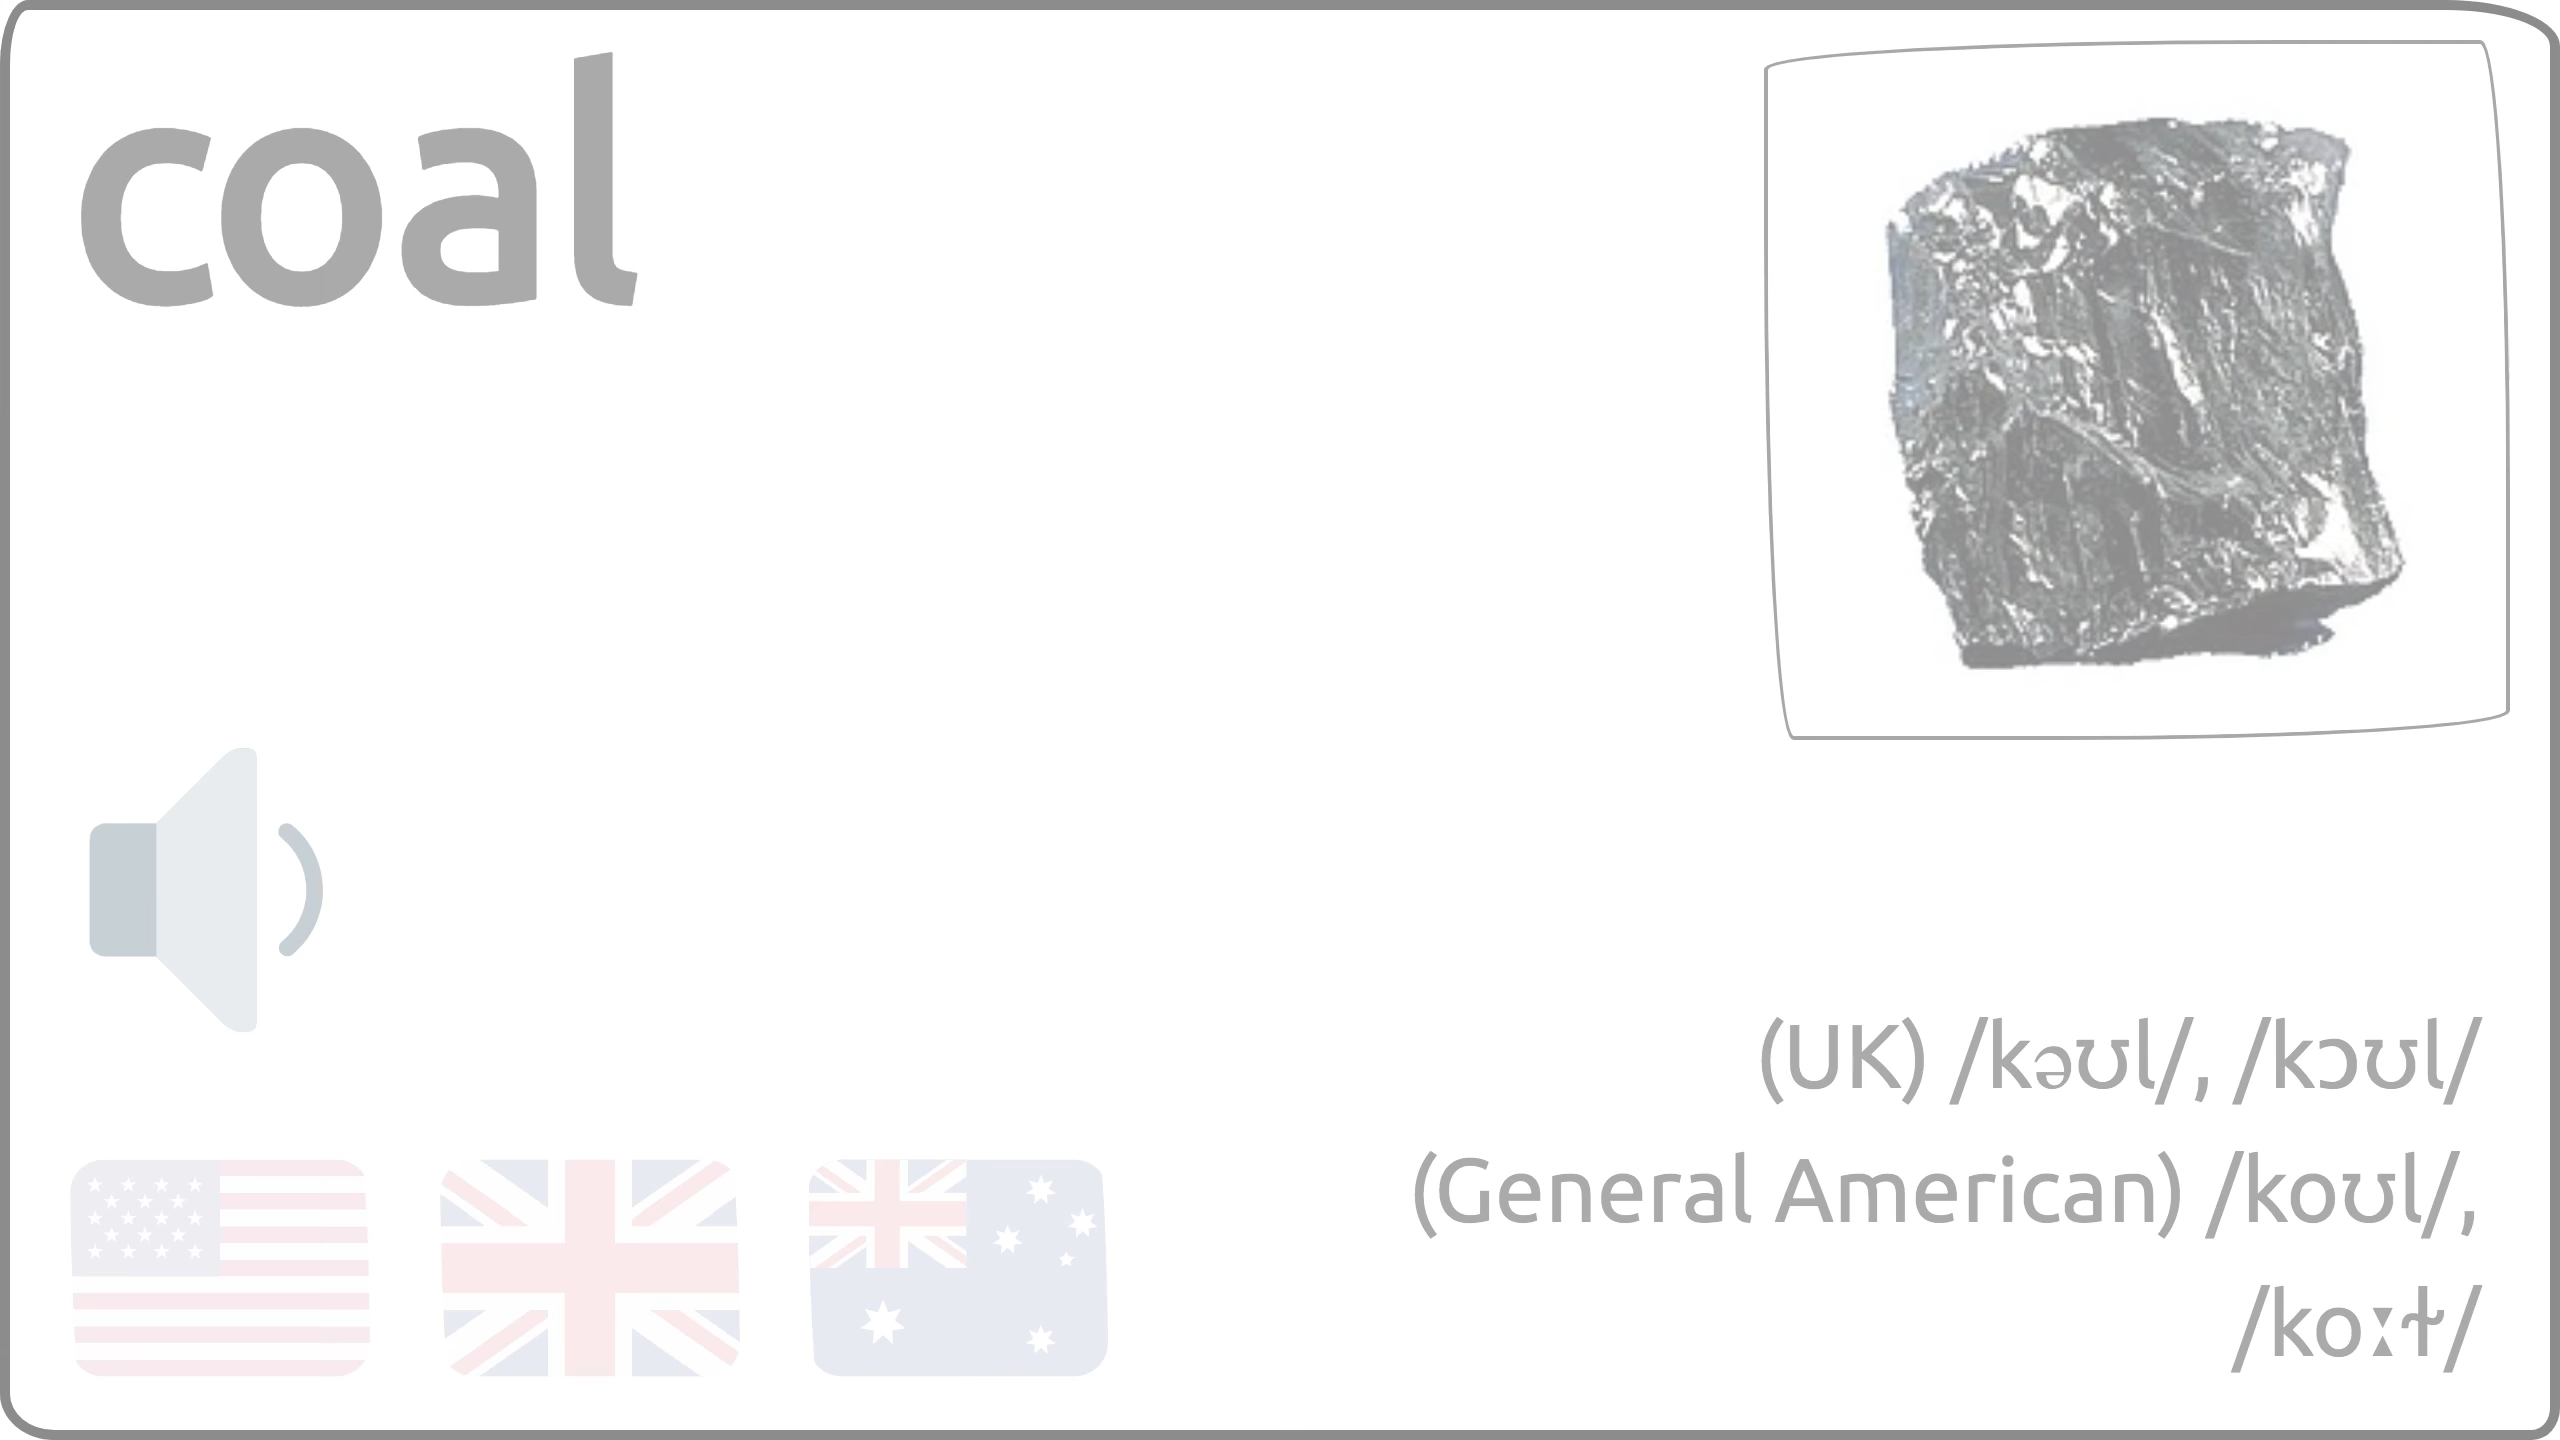 coal
(UK) /kəʊl/, /kɔʊl/
(General American) /koʊl/,
/koːɫ/